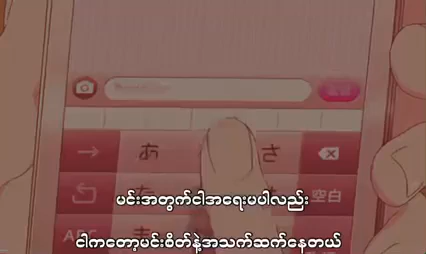 → あ さ
空白
မင်းအတွက်ငါအရေးမပါလည်း
ABC
ငါကတော့မင်းစိတ်နဲ့အသက်ဆက်နေတယ်